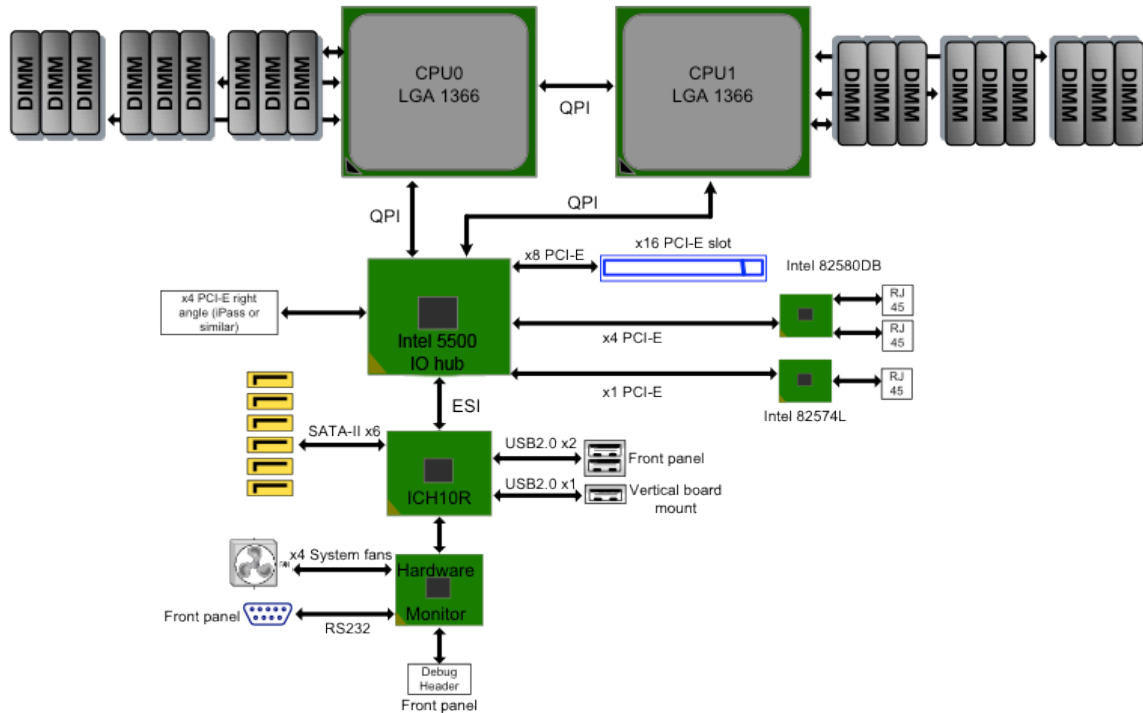 DIMM
DIMM
DIMM
DIMM
DIMM
DIMM
DIMM
DIMM
DIMM
CPU0
LGA 1366
QPI
CPU1
LGA 1366
DIMM
DIMM
DIMM
DIMM
DIMM
DIMM
DIMM
DIMM
DIMM
QPI
QPI
x8 PCI-E
x16 PCI-E slot
Intel 82580DB
x4 PCI-E right
angle (iPass or
similar)
Intel 5500
IO hub
x4 PCI-E
RJ
45
RJ
45
x1 PCI-E
RJ
45
Intel 82574L
ESI
SATA-II x6
ICH10R
USB2.0 x2
Front panel
USB2.0 x1
Vertical board
mount
x4 System fans
Hardware
Monitor
Front panel
RS232
Debug
Header
Front panel